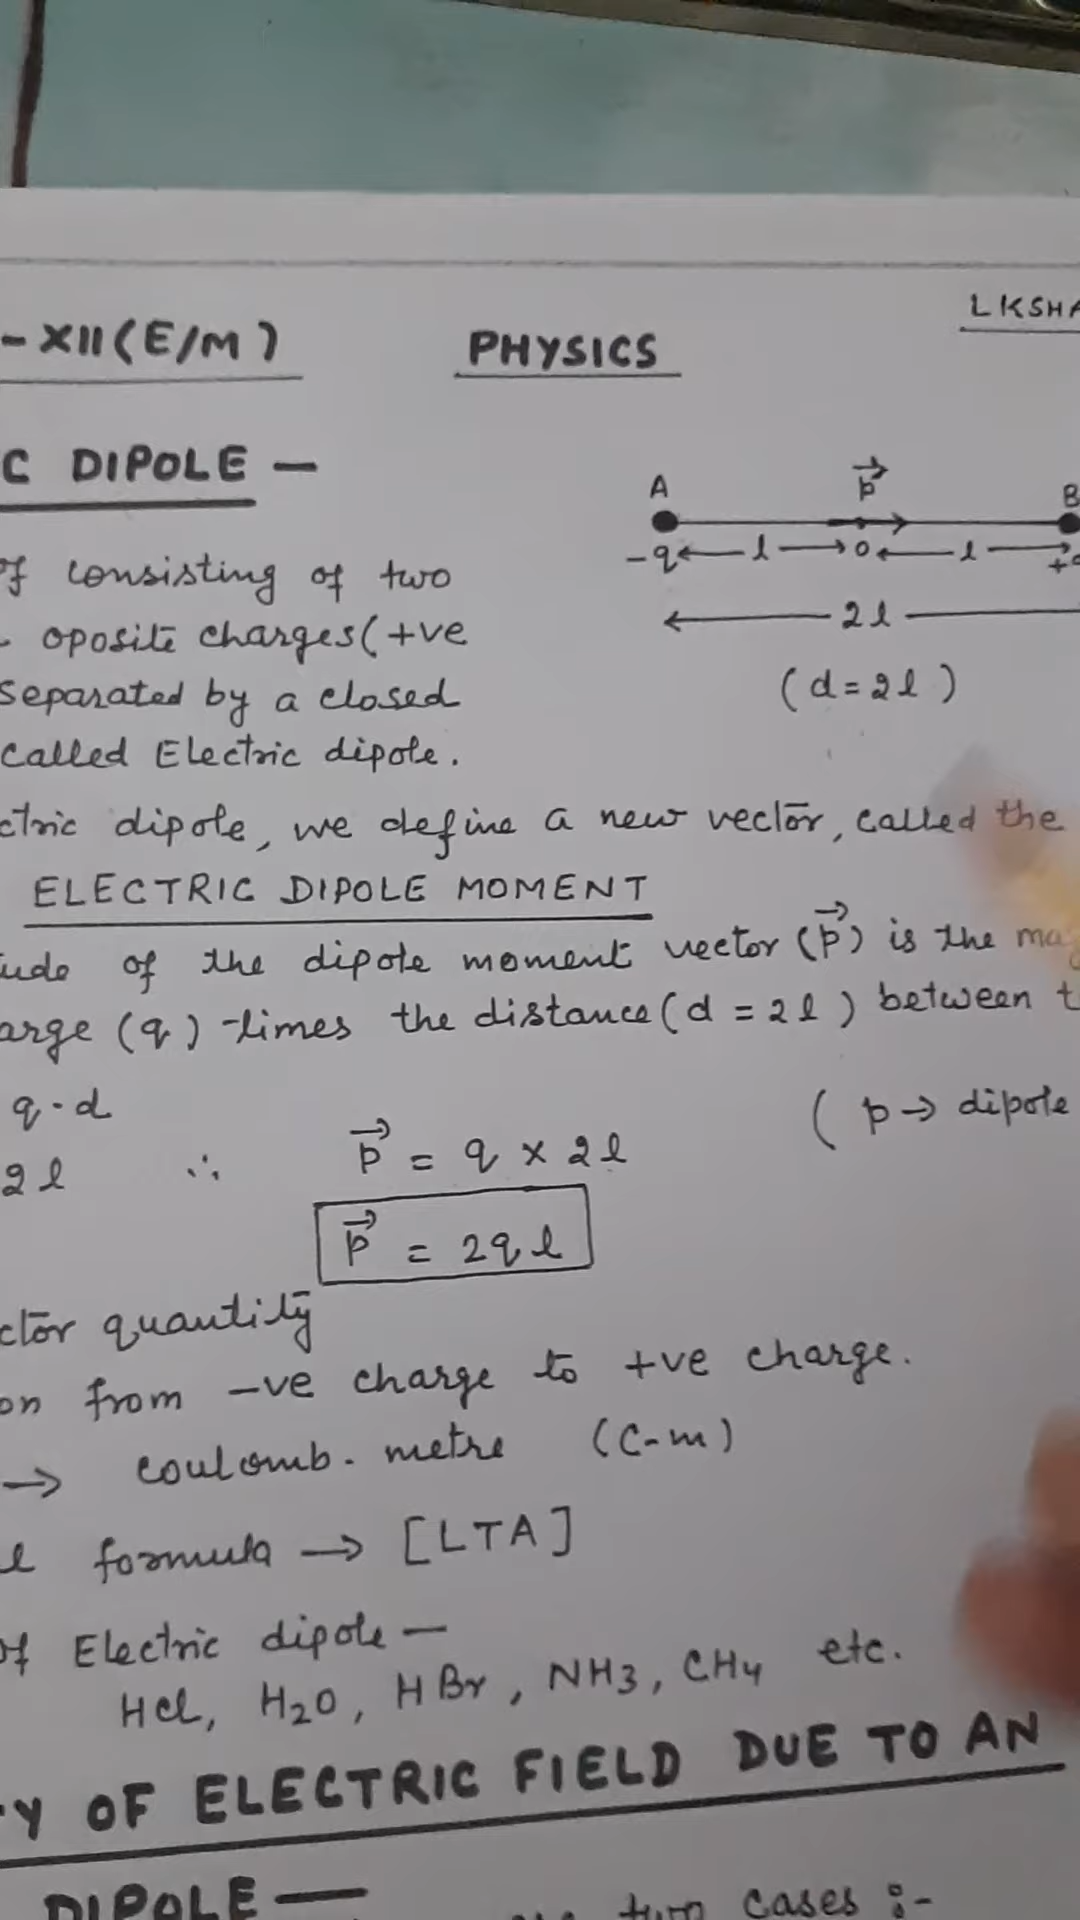 -XII (E/M) PHYSICS LKSHA
C DIPOLE -
A p⃗ B
-q l O l +q
2l
(d = 2l)
of consisting of two
oposite charges (+ve
separated by a closed
called Electric dipole.
ctric dipole, we define a new vector, called the
ELECTRIC DIPOLE MOMENT
ude of the dipole moment vector (p⃗) is the mag
arge (q) times the distance (d = 2l) between t
q·d ( p → dipole
2l ∴ p⃗ = q × 2l
p⃗ = 2ql
ctor quantity
on from -ve charge to +ve charge.
→ coulomb. metre (C-m)
l formula → [LTA]
of Electric dipole -
HCl, H2O, HBr, NH3, CH4 etc.
Y OF ELECTRIC FIELD DUE TO AN
DIPOLE — two cases :-